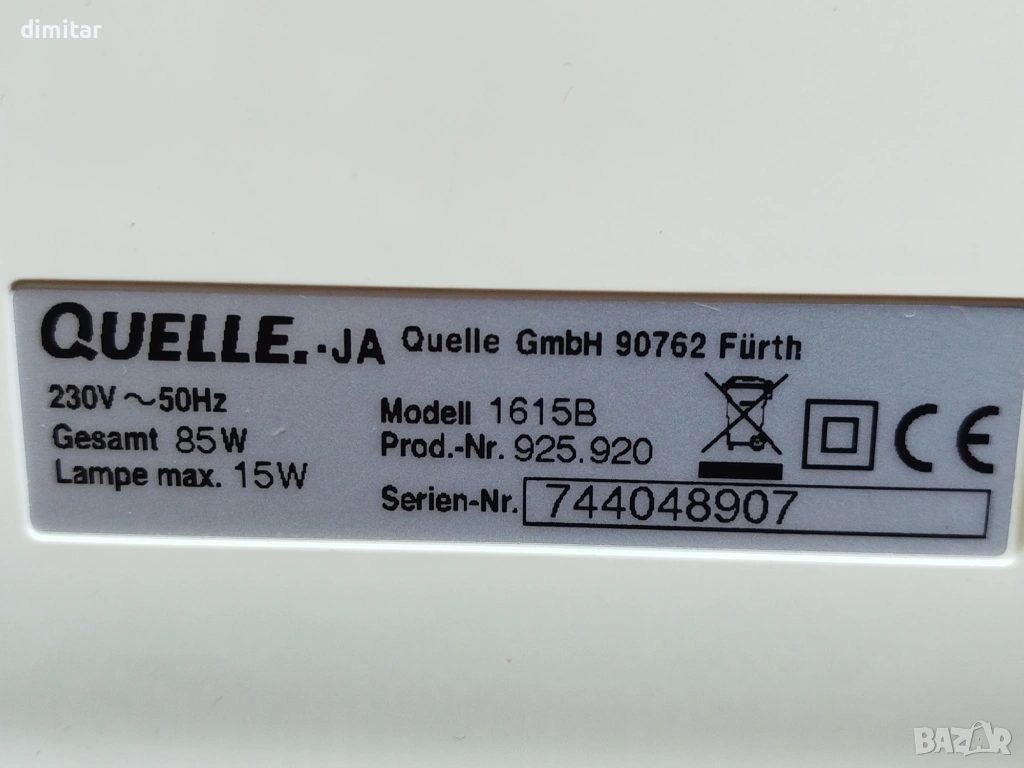 dimitar
QUELLE.·JA Quelle GmbH 90762 Fürth
230V ~50Hz
Gesamt 85W
Lampe max. 15W
Modell 1615B
Prod.-Nr. 925.920
Serien-Nr. 744048907
CE
BAZAR